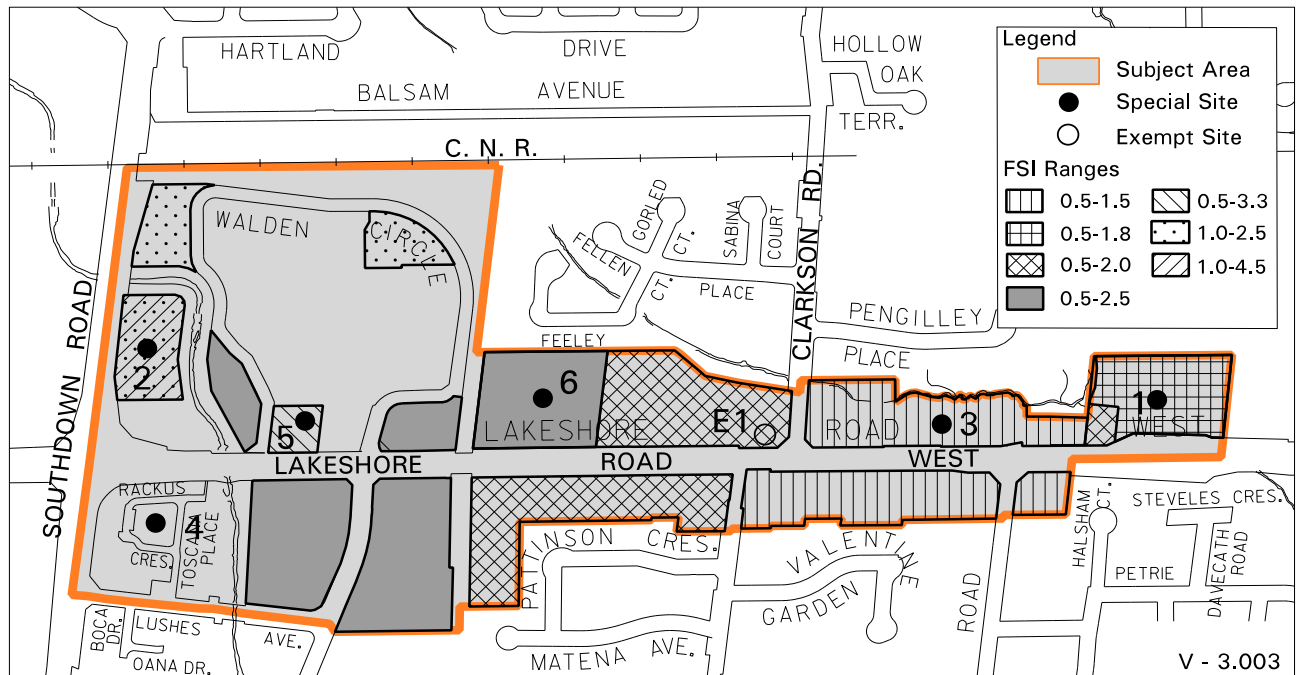 HARTLAND DRIVE
BALSAM AVENUE
HOLLOW
OAK
TERR.
Legend
Subject Area
Special Site
Exempt Site
FSI Ranges
0.5-1.5
0.5-3.3
0.5-1.8
1.0-2.5
0.5-2.0
1.0-4.5
0.5-2.5
C. N. R.
CLARKSON RD.
SOUTHDOWN ROAD
WALDEN CIRCLE
GORLED
CT.
SABINA
COURT
FELLEN
CT.
PLACE
FEELEY
PENGILLEY
PLACE
2
5
6
E1
3
1
LAKESHORE ROAD WEST
LAKESHORE ROAD WEST
RACKUS
CRES.
4
TOSCANA
PLACE
PATTINSON CRES.
VALENTINE
GARDEN
ROAD
HALSHAM
CT.
STEVELES CRES.
PETRIE
DAVECATH
ROAD
BOCA
DR.
LUSHES AVE.
OANA DR.
MATENA AVE.
V - 3.003